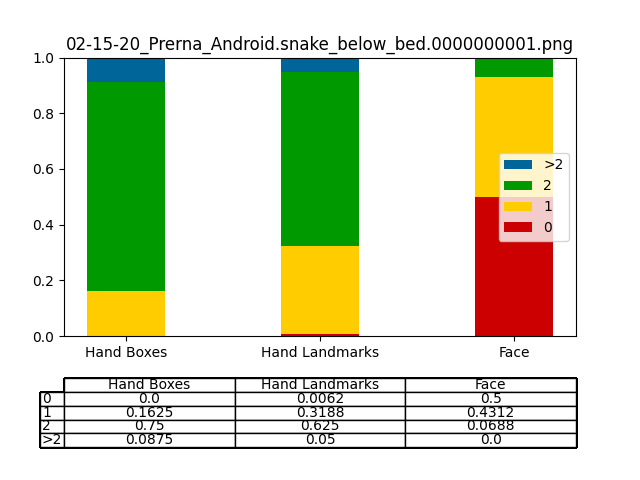 02-15-20_Prerna_Android.snake_below_bed.0000000001.png
1.0
0.8
0.6
0.4
0.2
0.0
>2
2
1
0
Hand Boxes Hand Landmarks Face
Hand Boxes Hand Landmarks Face
0 0.0 0.0062 0.5
1 0.1625 0.3188 0.4312
2 0.75 0.625 0.0688
>2 0.0875 0.05 0.0